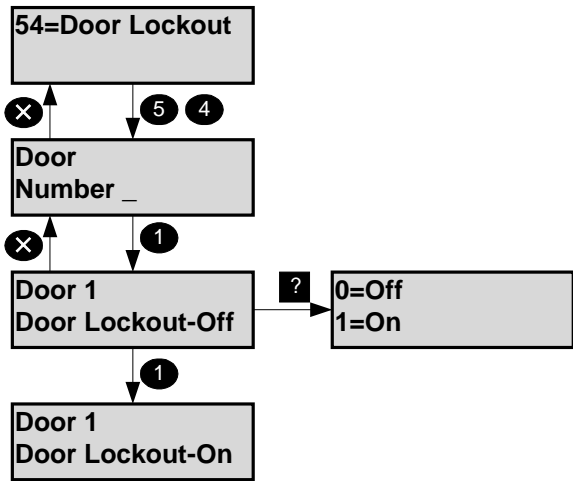 54=Door Lockout
5 4
Door
Number _
1
Door 1
Door Lockout-Off
?
0=Off
1=On
1
Door 1
Door Lockout-On